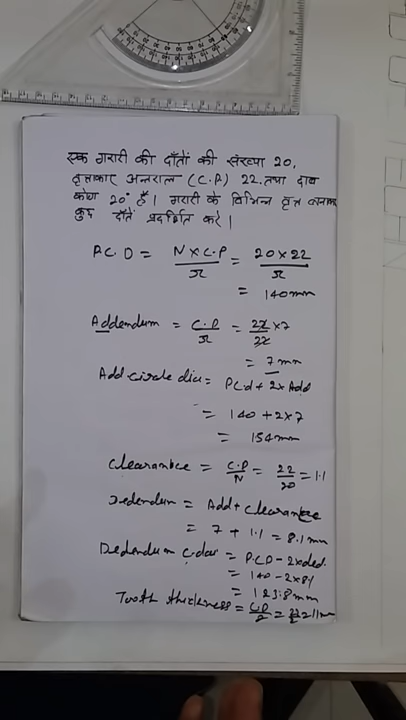 एक गरारी की दाँतों की संख्या 20,
वृत्ताकार अन्तराल (C.P) 22. तथा दाब
कोण 20° हैं। गरारी के विभिन्न वृत्त बनाकर
कुछ दाँतें प्रदर्शित करे।
P.C.D = N×C.P/π = 20×22/π
= 140mm
Addendum = C.P/π = 22/22×7
= 7mm
Add circle dia = PCd + 2×Add
= 140 + 2×7
= 154mm
Clearance = C.P/N = 22/20 = 1.1
Dedendum = Add + Clearance
= 7 + 1.1 = 8.1mm
Dedendum C.dia = P.C.D - 2×ded.
= 140 - 2×8.1
= 123.8mm
Tooth thickness = C.P/2 = 22/2 = 11mm